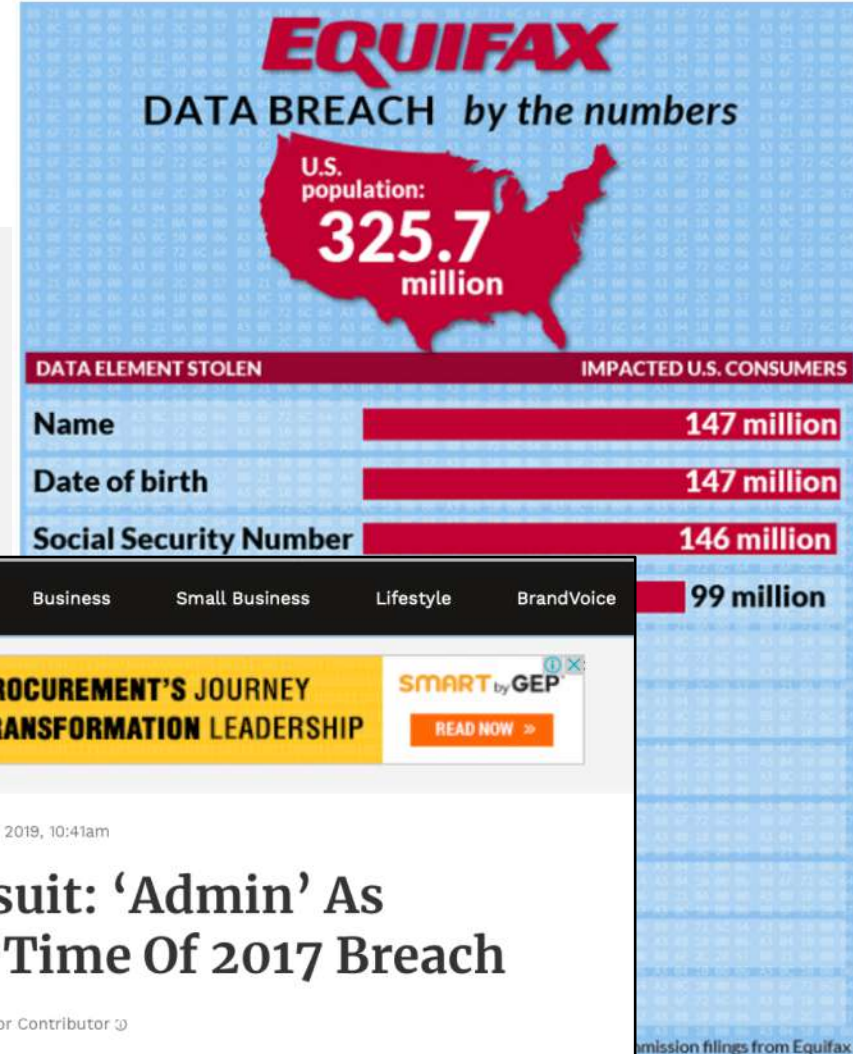 EQUIFAX
DATA BREACH by the numbers
U.S.
population:
325.7
million
DATA ELEMENT STOLEN IMPACTED U.S. CONSUMERS
Name 147 million
Date of birth 147 million
Social Security Number 146 million
99 million
Business Small Business Lifestyle BrandVoice
ROCUREMENT'S JOURNEY
RANSFORMATION LEADERSHIP
SMART by GEP
READ NOW »
2019, 10:41am
suit: ‘Admin’ As
Time Of 2017 Breach
or Contributor
mmission filings from Equifax